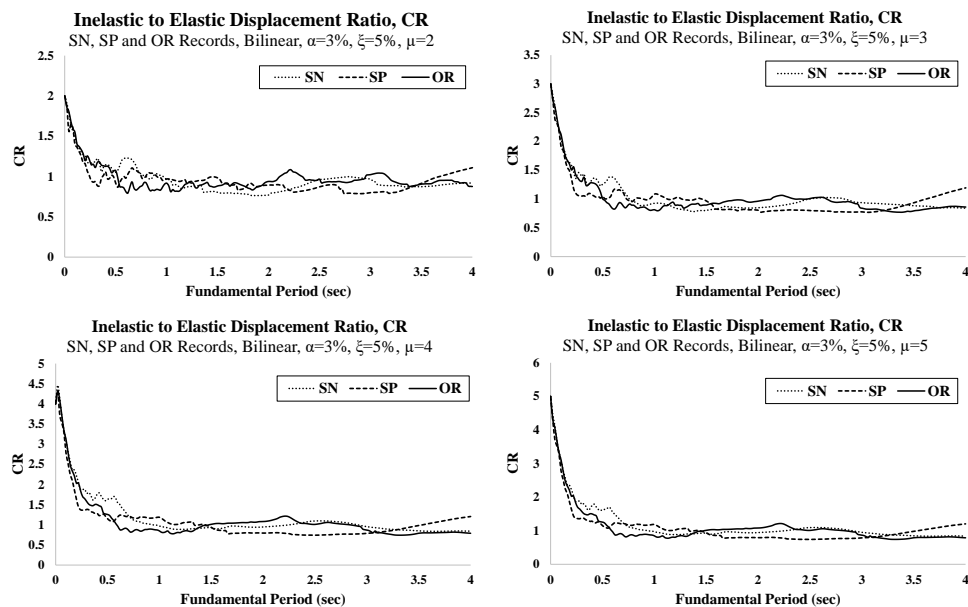 Inelastic to Elastic Displacement Ratio, CR
SN, SP and OR Records, Bilinear, α=3%, ξ=5%, μ=2
2.5
2
1.5
1
0.5
0
CR
SN SP OR
0 0.5 1 1.5 2 2.5 3 3.5 4
Fundamental Period (sec)
Inelastic to Elastic Displacement Ratio, CR
SN, SP and OR Records, Bilinear, α=3%, ξ=5%, μ=3
3.5
3
2.5
2
1.5
1
0.5
0
CR
SN SP OR
0 0.5 1 1.5 2 2.5 3 3.5 4
Fundamental Period (sec)
Inelastic to Elastic Displacement Ratio, CR
SN, SP and OR Records, Bilinear, α=3%, ξ=5%, μ=4
5
4.5
4
3.5
3
2.5
2
1.5
1
0.5
0
CR
SN SP OR
0 0.5 1 1.5 2 2.5 3 3.5 4
Fundamental Period (sec)
Inelastic to Elastic Displacement Ratio, CR
SN, SP and OR Records, Bilinear, α=3%, ξ=5%, μ=5
6
5
4
3
2
1
0
CR
SN SP OR
0 0.5 1 1.5 2 2.5 3 3.5 4
Fundamental Period (sec)